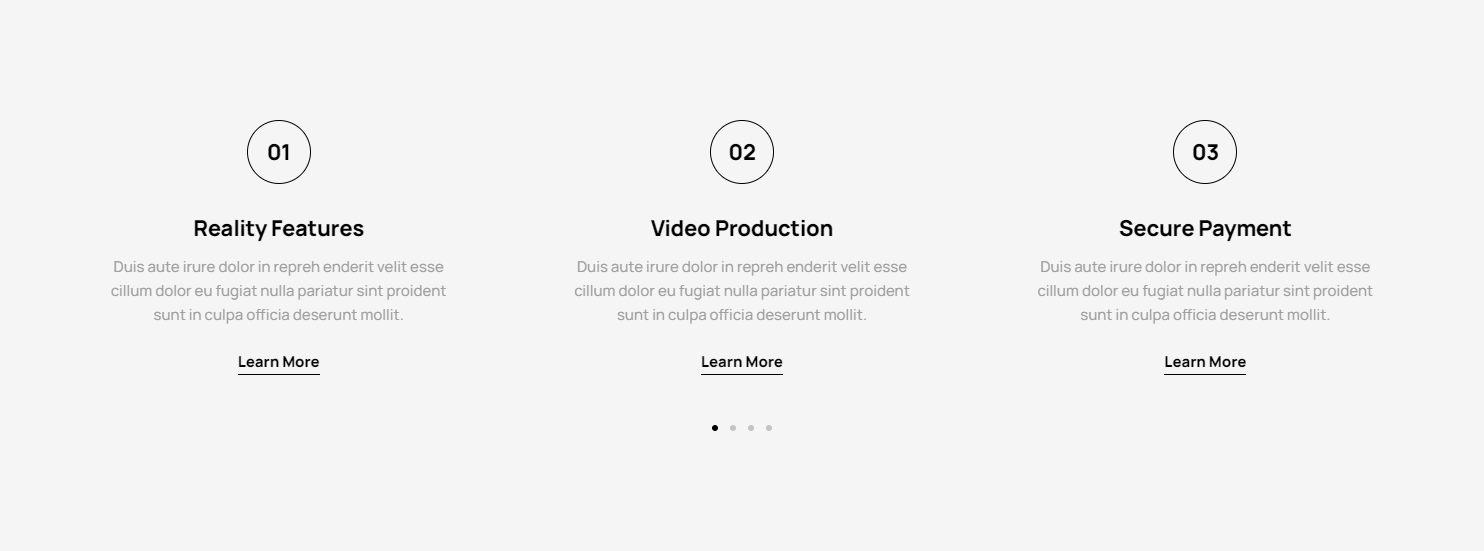 01
Reality Features
Duis aute irure dolor in repreh enderit velit esse
cillum dolor eu fugiat nulla pariatur sint proident
sunt in culpa officia deserunt mollit.
Learn More
02
Video Production
Duis aute irure dolor in repreh enderit velit esse
cillum dolor eu fugiat nulla pariatur sint proident
sunt in culpa officia deserunt mollit.
Learn More
03
Secure Payment
Duis aute irure dolor in repreh enderit velit esse
cillum dolor eu fugiat nulla pariatur sint proident
sunt in culpa officia deserunt mollit.
Learn More